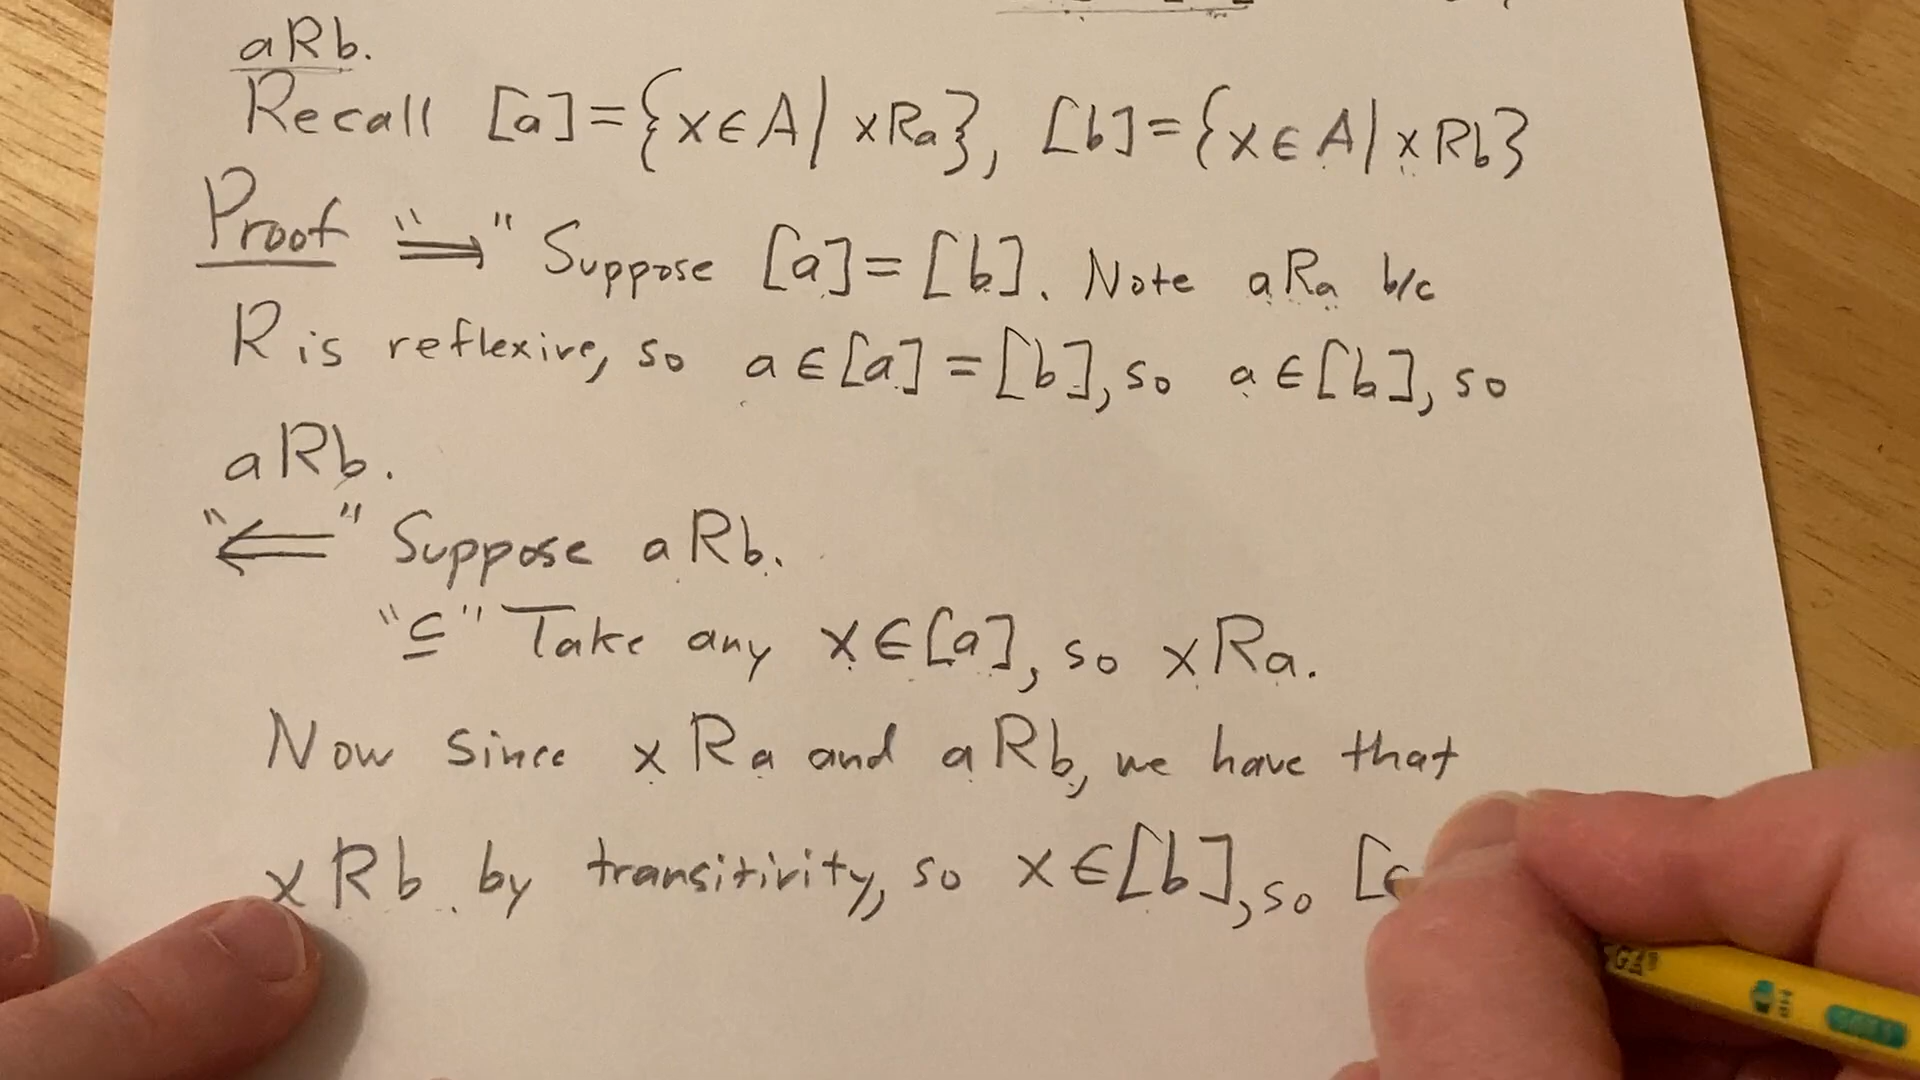 aRb.
Recall [a]={x∈A| xRa}, [b]={x∈A| xRb}
Proof "⟹" Suppose [a]=[b]. Note aRa b/c
R is reflexive, so a∈[a]=[b], so a∈[b], so
aRb.
"⟸" Suppose aRb.
"⊆" Take any x∈[a], so xRa.
Now since xRa and aRb, we have that
xRb by transitivity, so x∈[b], so [